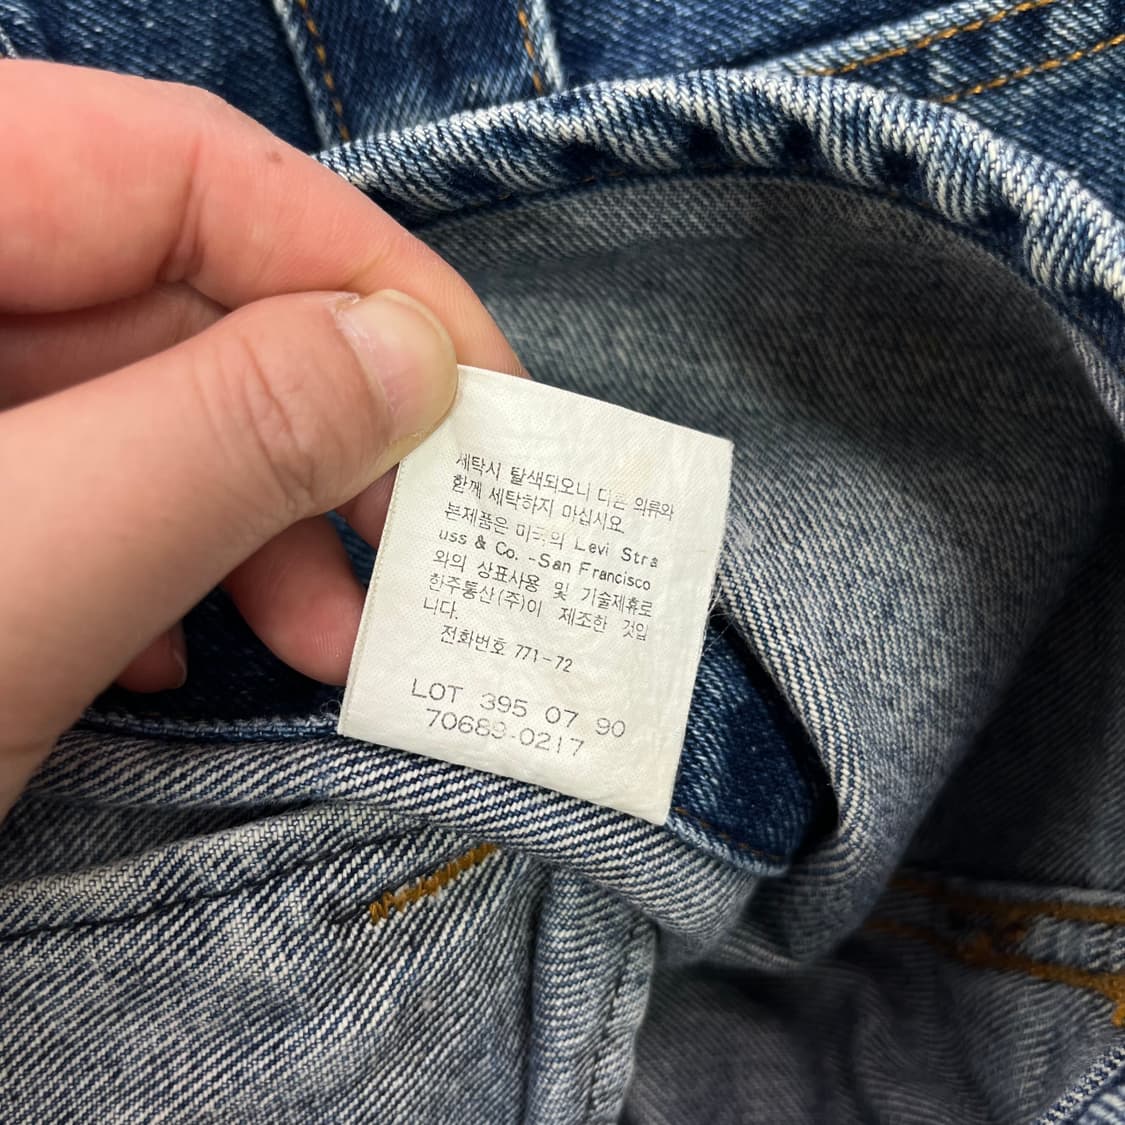 세탁시 탈색되오니 다른 의류와
함께 세탁하지 마십시요
본제품은 미국의 Levi Stra
uss & Co. -San Francisco
와의 상표사용 및 기술제휴로
한주통산(주)이 제조한 것입
니다.
전화번호 771-72
LOT 395 07 90
70689-0217